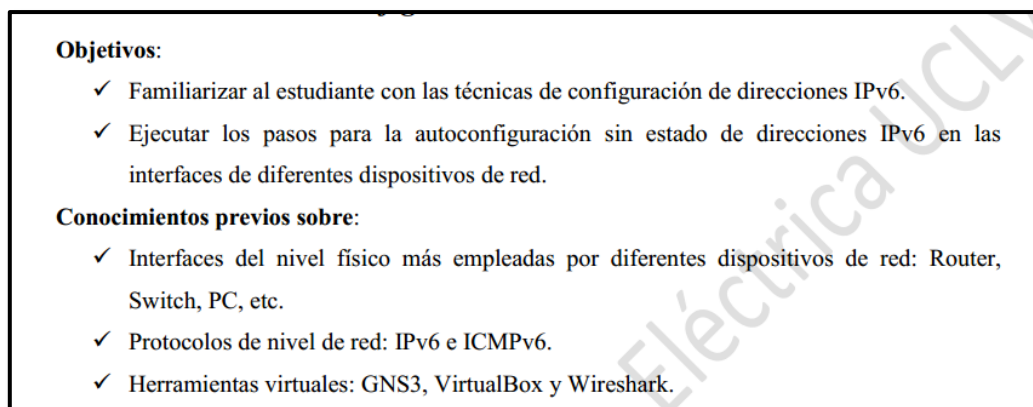 Objetivos:
✓ Familiarizar al estudiante con las técnicas de configuración de direcciones IPv6.
✓ Ejecutar los pasos para la autoconfiguración sin estado de direcciones IPv6 en las
interfaces de diferentes dispositivos de red.
Conocimientos previos sobre:
✓ Interfaces del nivel físico más empleadas por diferentes dispositivos de red: Router,
Switch, PC, etc.
✓ Protocolos de nivel de red: IPv6 e ICMPv6.
✓ Herramientas virtuales: GNS3, VirtualBox y Wireshark.
Eléctrica UCLV